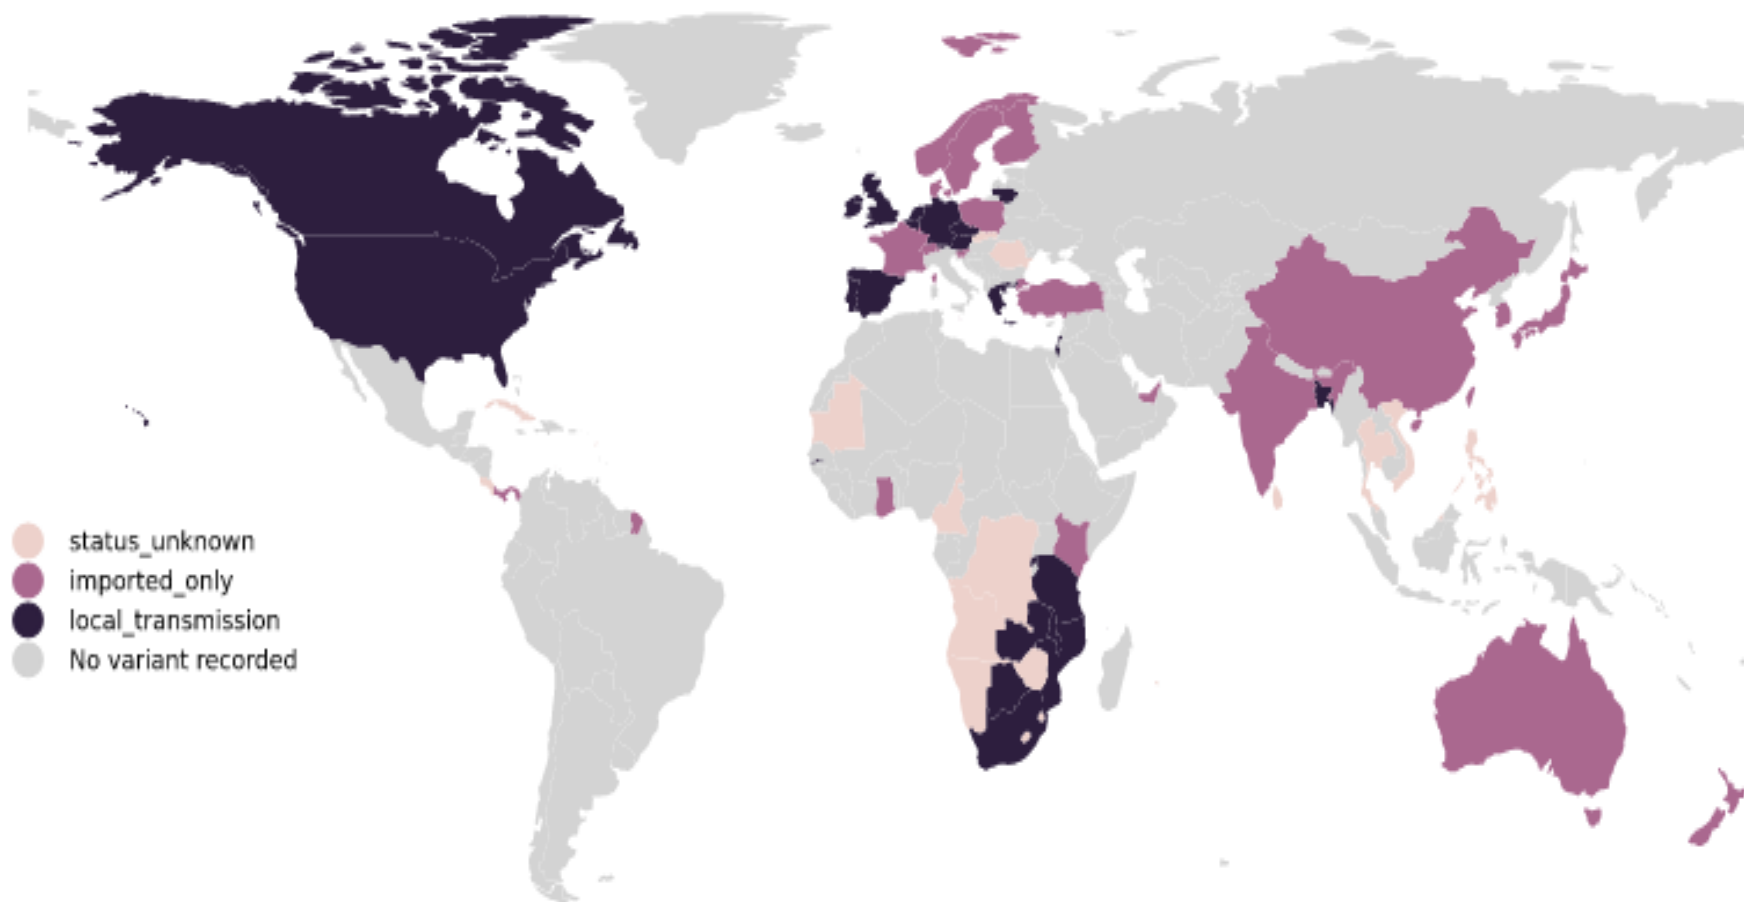 status_unknown
imported_only
local_transmission
No variant recorded